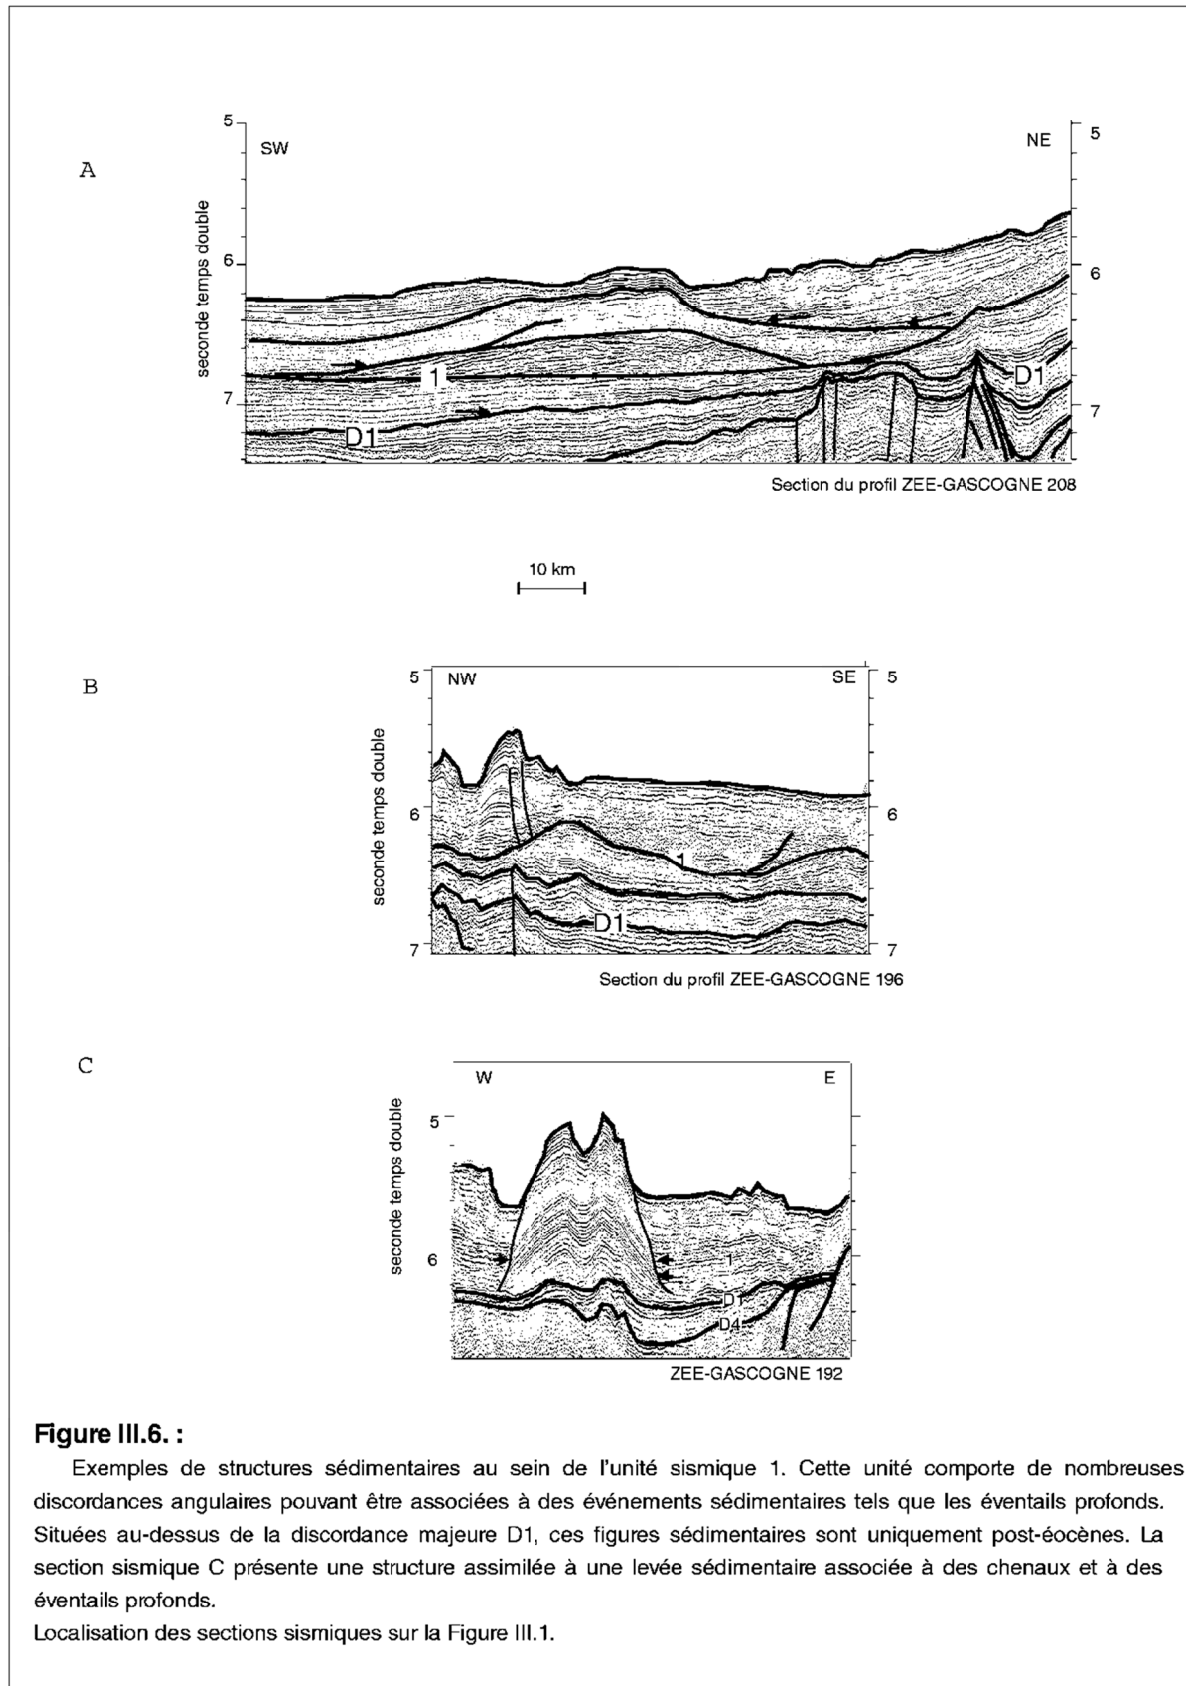 A
5
SW
NE
5
seconde temps double
6
6
1
D1
7
7
D1
Section du profil ZEE-GASCOGNE 208
10 km
B
5
NW
SE
5
seconde temps double
6
6
1
D1
7
7
Section du profil ZEE-GASCOGNE 196
C
W
E
5
seconde temps double
6
1
D1
D4
ZEE-GASCOGNE 192
Figure III.6. :
Exemples de structures sédimentaires au sein de l'unité sismique 1. Cette unité comporte de nombreuses
discordances angulaires pouvant être associées à des événements sédimentaires tels que les éventails profonds.
Situées au-dessus de la discordance majeure D1, ces figures sédimentaires sont uniquement post-éocènes. La
section sismique C présente une structure assimilée à une levée sédimentaire associée à des chenaux et à des
éventails profonds.
Localisation des sections sismiques sur la Figure III.1.